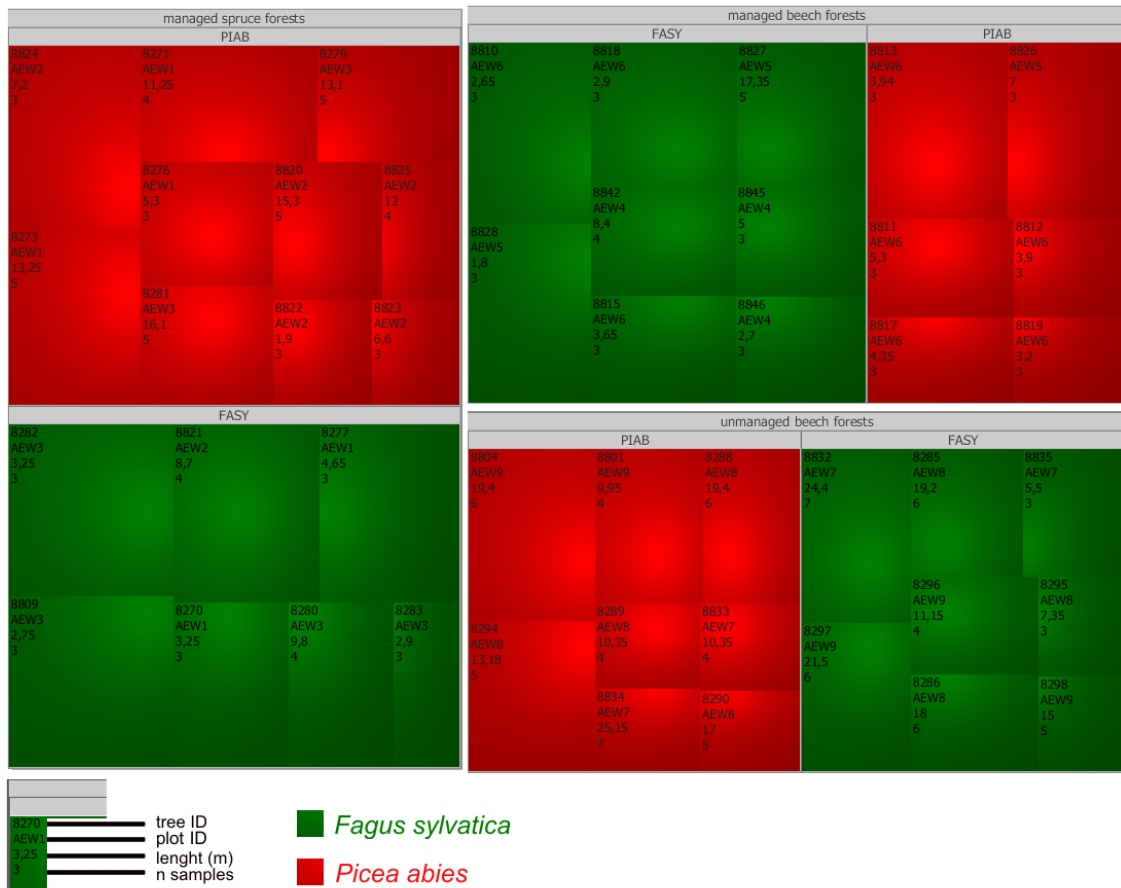 managed spruce forests
PIAB
8824
AEW2
7,2
3
8271
AEW1
11,25
4
8279
AEW3
13,1
5
8276
AEW1
5,3
3
8820
AEW2
15,3
5
8825
AEW2
12
4
8273
AEW1
13,25
5
8281
AEW3
16,1
5
8822
AEW2
1,9
3
8823
AEW2
6,6
3
FASY
8282
AEW3
3,25
3
8821
AEW2
8,7
4
8277
AEW1
4,65
3
8809
AEW3
2,75
3
8270
AEW1
3,25
3
8280
AEW3
9,8
4
8283
AEW3
2,9
3
managed beech forests
FASY
8810
AEW6
2,65
3
8818
AEW6
2,9
3
8827
AEW5
17,35
5
8842
AEW4
8,4
4
8845
AEW4
5
3
8828
AEW5
1,8
3
8815
AEW6
3,65
3
8846
AEW4
2,7
3
PIAB
8813
AEW6
3,94
3
8826
AEW5
7
3
8811
AEW6
5,3
3
8812
AEW6
3,9
3
8817
AEW6
4,35
3
8819
AEW6
3,2
3
unmanaged beech forests
PIAB
8804
AEW9
19,4
6
8801
AEW9
9,95
4
8288
AEW8
19,4
6
8294
AEW8
13,18
5
8289
AEW8
10,35
4
8833
AEW7
10,35
4
8834
AEW7
25,15
7
8290
AEW8
17
5
FASY
8832
AEW7
24,4
7
8285
AEW8
19,2
6
8835
AEW7
5,5
3
8296
AEW9
11,15
4
8295
AEW8
7,35
3
8297
AEW9
21,5
6
8286
AEW8
18
6
8298
AEW9
15
5
8270
AEW1
3,25
3
tree ID
plot ID
lenght (m)
n samples
Fagus sylvatica
Picea abies